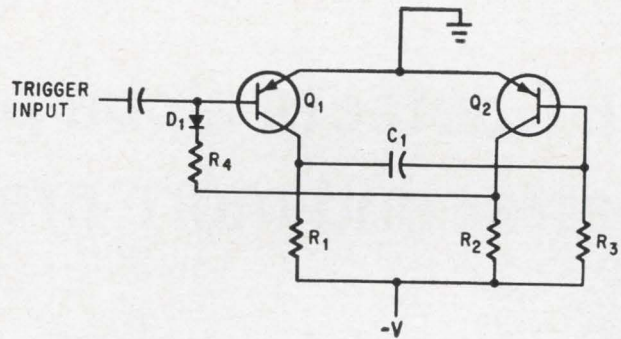 TRIGGER
INPUT
D1
R4
Q1
C1
Q2
R1
R2
R3
-V